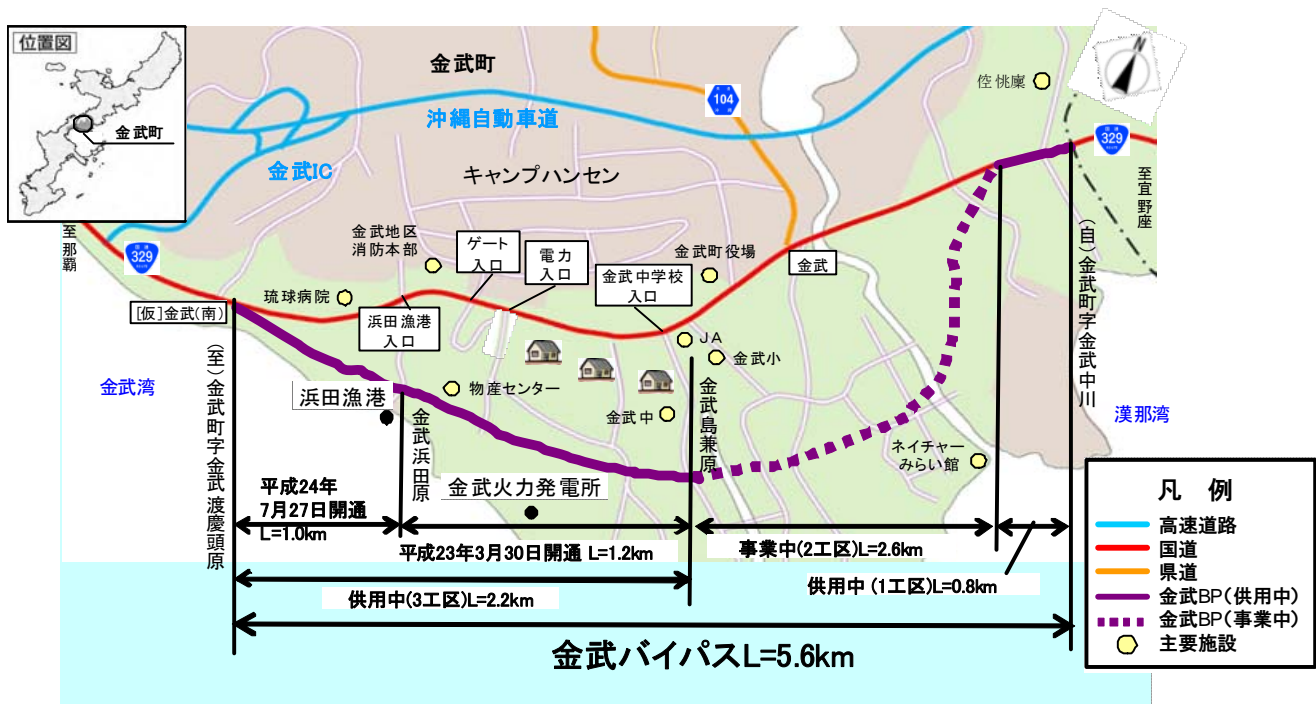 位置図
金武町
金武町
沖縄自動車道
104
金武IC
キャンプハンセン
倥恌廩
N
国道
329
ROUTE
至宜野座
至那覇
国道
329
ROUTE
金武地区
消防本部
ゲート
入口
電力
入口
金武町役場
金武中学校
入口
金武
琉球病院
[仮]金武(南)
浜田漁港
入口
JA
金武小
金武湾
浜田漁港
物産センター
金武中
金武浜田原
金武島兼原
ネイチャー
みらい館
(自)金武町字金武中川
漢那湾
(至)金武町字金武渡慶頭原
金武火力発電所
平成24年
7月27日開通
L=1.0km
平成23年3月30日開通 L=1.2km
事業中(2工区)L=2.6km
供用中(3工区)L=2.2km
供用中 (1工区)L=0.8km
金武バイパスL=5.6km
凡 例
高速道路
国道
県道
金武BP(供用中)
金武BP(事業中)
主要施設